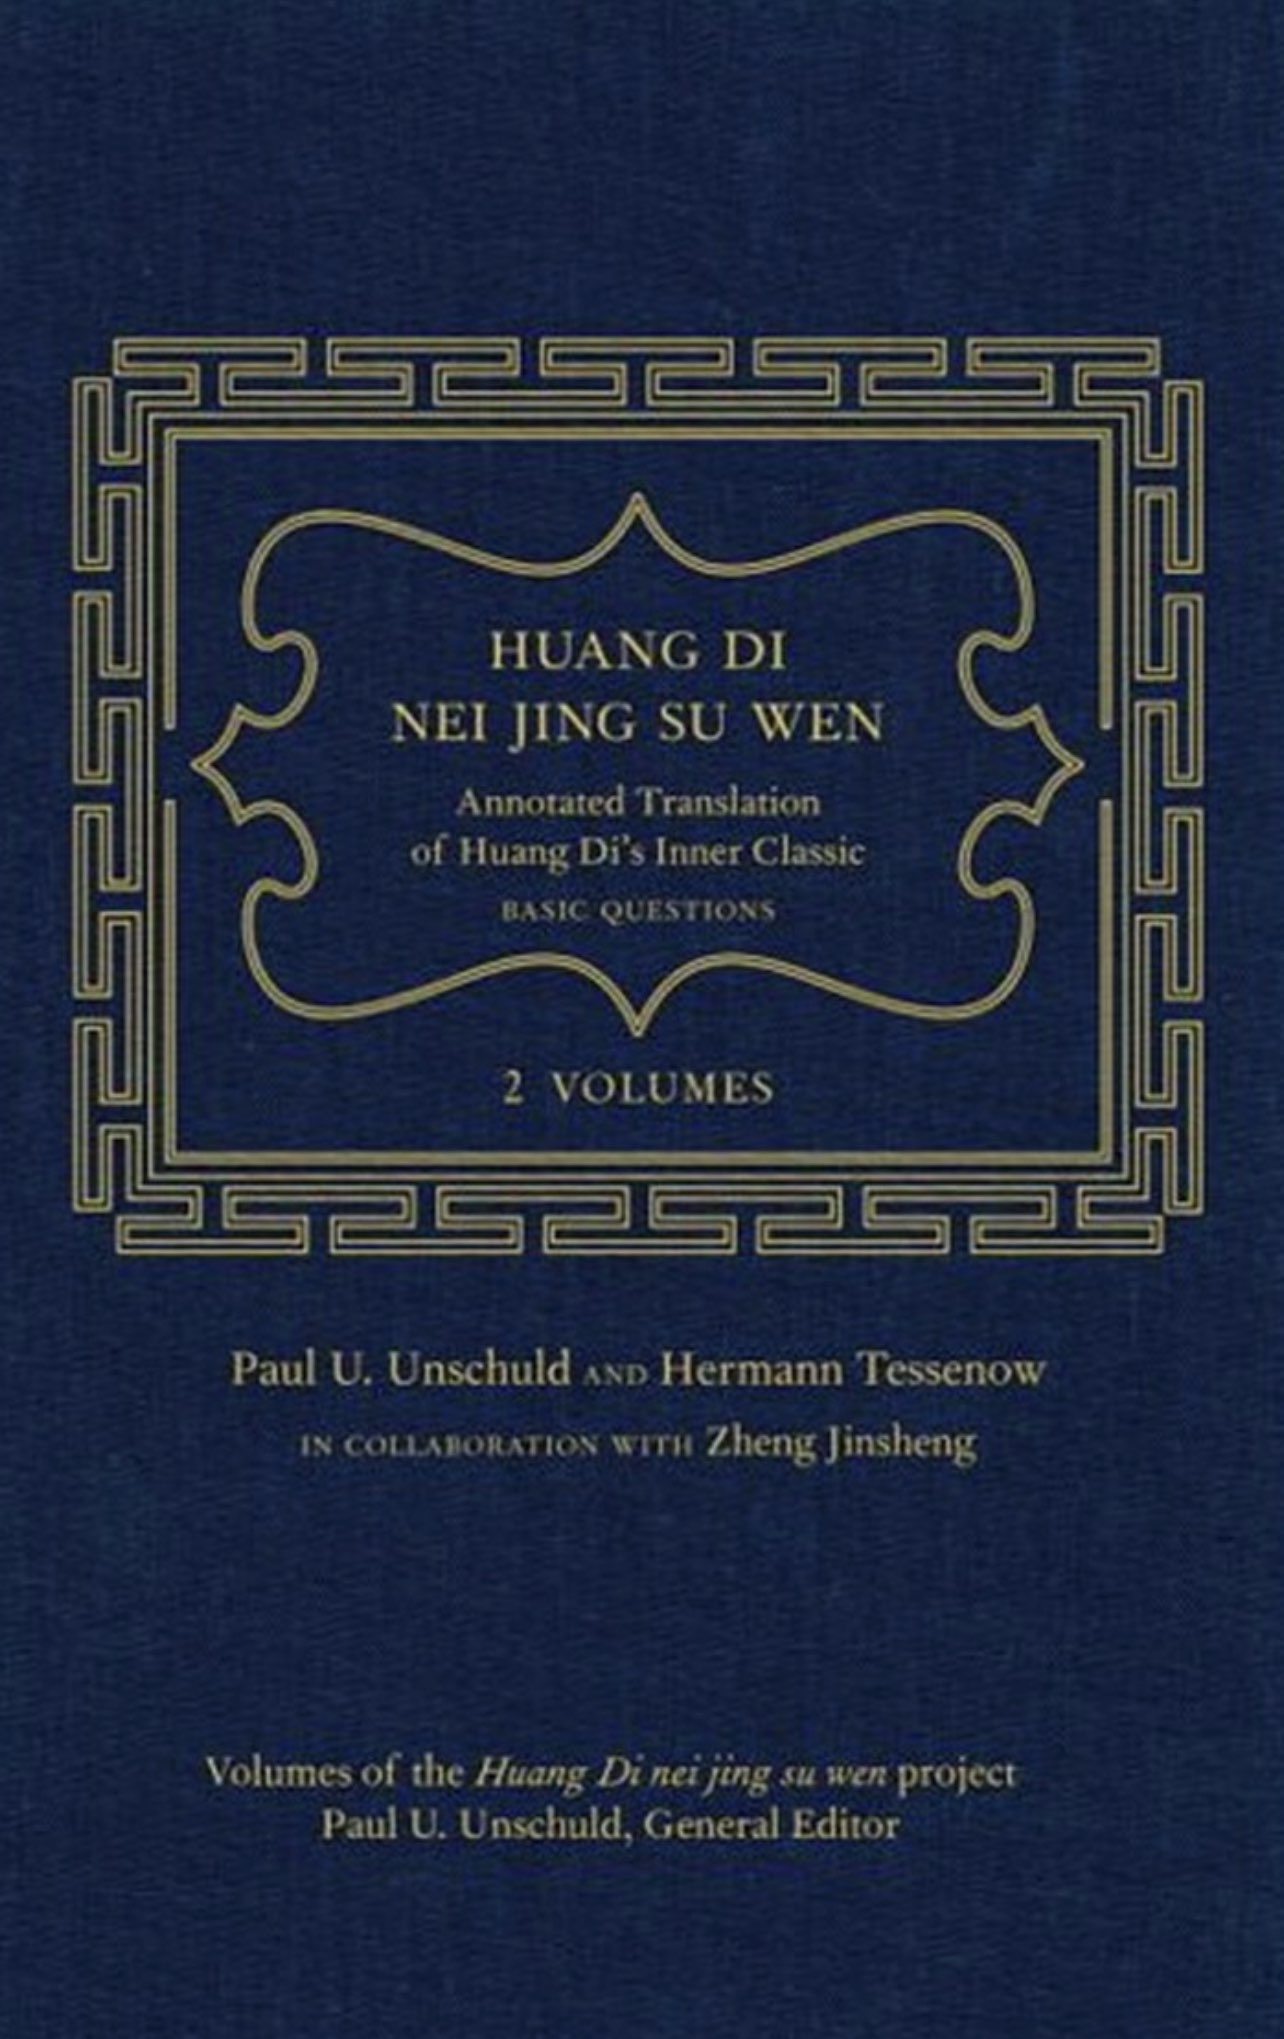 HUANG DI
NEI JING SU WEN
Annotated Translation
of Huang Di's Inner Classic
BASIC QUESTIONS
2 VOLUMES
Paul U. Unschuld AND Hermann Tessenow
IN COLLABORATION WITH Zheng Jinsheng
Volumes of the Huang Di nei jing su wen project
Paul U. Unschuld, General Editor